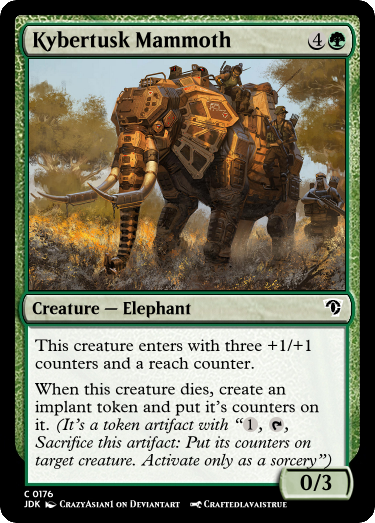 Kybertusk Mammoth 4
Creature — Elephant
This creature enters with three +1/+1
counters and a reach counter.
When this creature dies, create an
implant token and put it's counters on
it. (It's a token artifact with “1, ,
Sacrifice this artifact: Put its counters on
target creature. Activate only as a sorcery”)
0/3
C 0176
JDK CrazyAsian1 on Deviantart Craftedlavaistrue